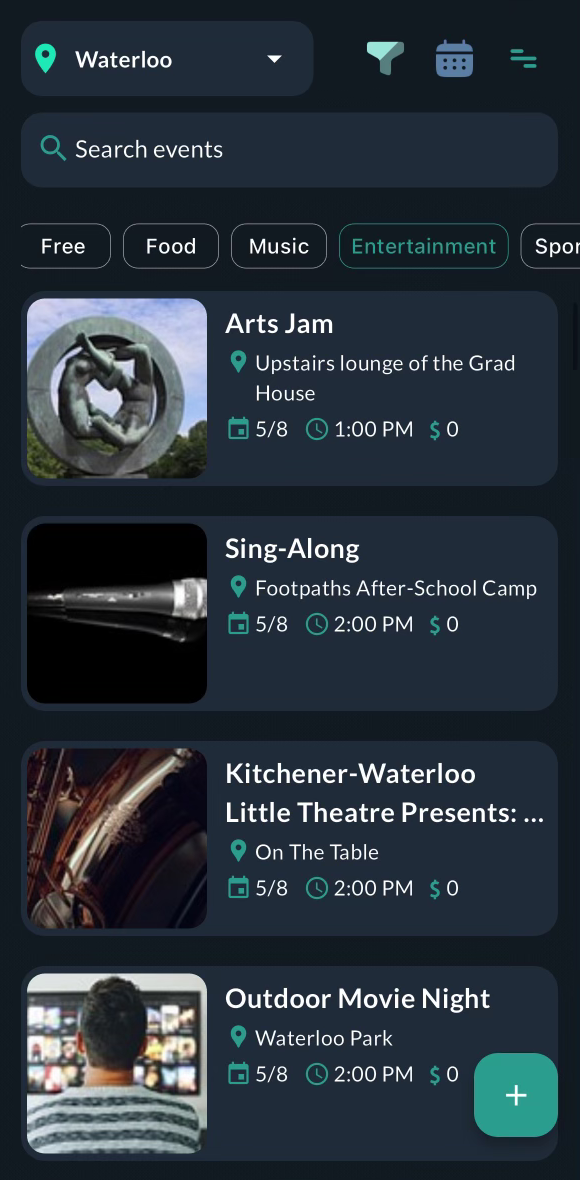 Waterloo
Search events
Free Food Music Entertainment Spor
Arts Jam
Upstairs lounge of the Grad
House
5/8 1:00 PM $ 0
Sing-Along
Footpaths After-School Camp
5/8 2:00 PM $ 0
Kitchener-Waterloo
Little Theatre Presents: ...
On The Table
5/8 2:00 PM $ 0
Outdoor Movie Night
Waterloo Park
5/8 2:00 PM $ 0
+